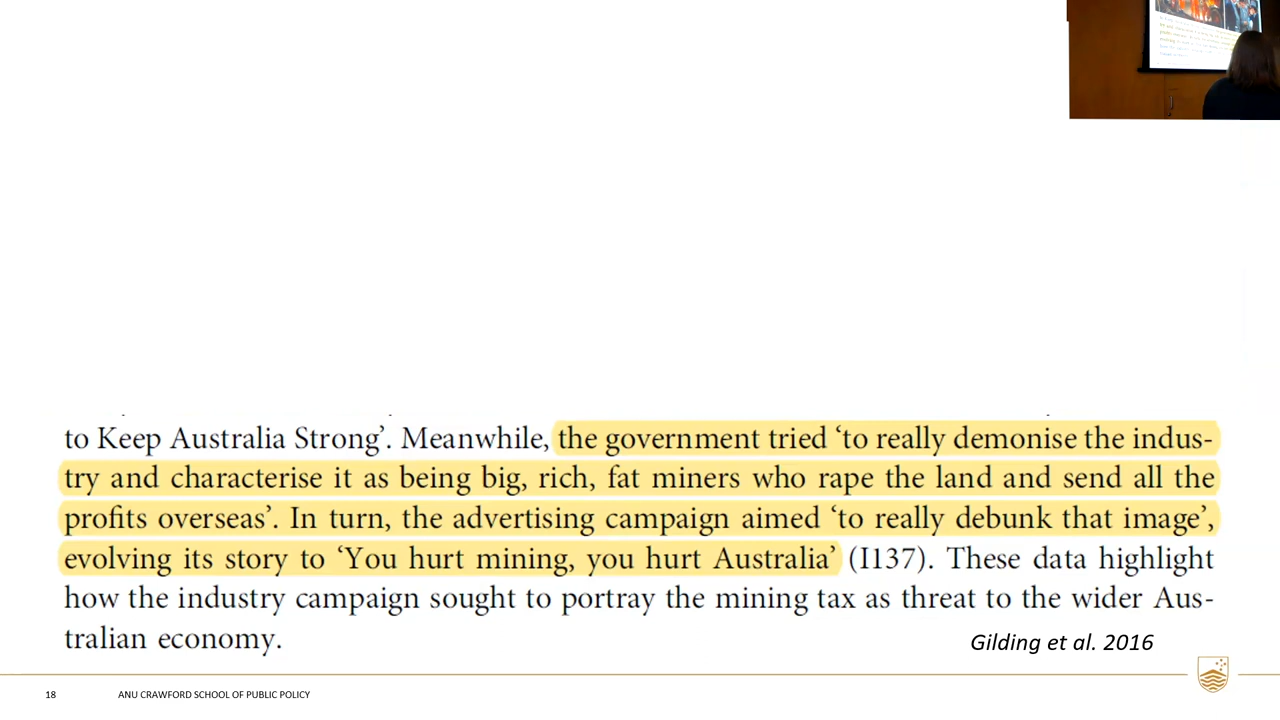 to Keep Australia Strong’. Meanwhile, the government tried ‘to really demonise the indus-
try and characterise it as being big, rich, fat miners who rape the land and send all the
profits overseas’. In turn, the advertising campaign aimed ‘to really debunk that image’,
evolving its story to ‘You hurt mining, you hurt Australia’ (I137). These data highlight
how the industry campaign sought to portray the mining tax as threat to the wider Aus-
tralian economy.
Gilding et al. 2016
18 ANU CRAWFORD SCHOOL OF PUBLIC POLICY